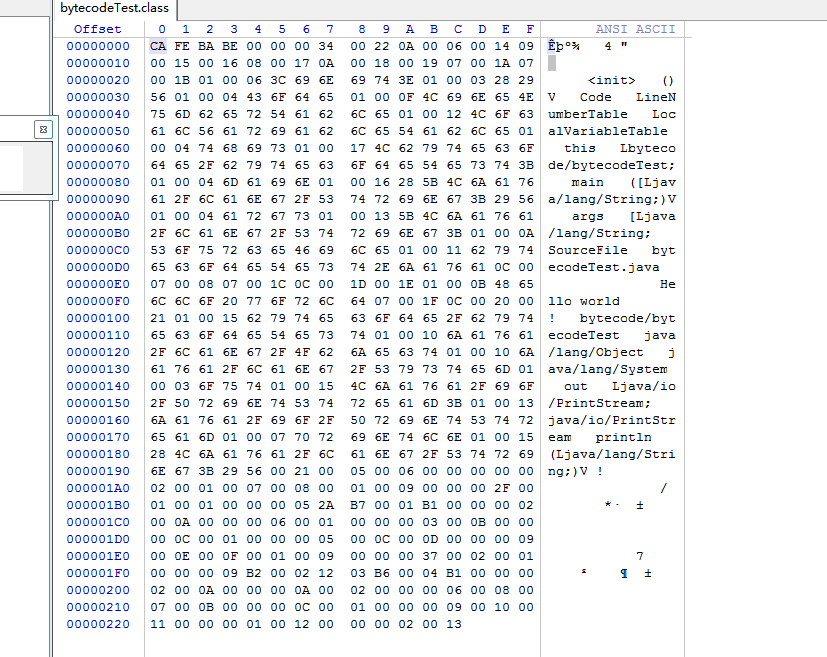 bytecodeTest.class
Offset 0 1 2 3 4 5 6 7 8 9 A B C D E F ANSI ASCII
00000000 CA FE BA BE 00 00 00 34 00 22 0A 00 06 00 14 09 Êþº¾ 4 "
00000010 00 15 00 16 08 00 17 0A 00 18 00 19 07 00 1A 07
00000020 00 1B 01 00 06 3C 69 6E 69 74 3E 01 00 03 28 29 <init> ()
00000030 56 01 00 04 43 6F 64 65 01 00 0F 4C 69 6E 65 4E V Code LineN
00000040 75 6D 62 65 72 54 61 62 6C 65 01 00 12 4C 6F 63 umberTable Loc
00000050 61 6C 56 61 72 69 61 62 6C 65 54 61 62 6C 65 01 alVariableTable
00000060 00 04 74 68 69 73 01 00 17 4C 62 79 74 65 63 6F this Lbyteco
00000070 64 65 2F 62 79 74 65 63 6F 64 65 54 65 73 74 3B de/bytecodeTest;
00000080 01 00 04 6D 61 69 6E 01 00 16 28 5B 4C 6A 61 76 main ([Ljav
00000090 61 2F 6C 61 6E 67 2F 53 74 72 69 6E 67 3B 29 56 a/lang/String;)V
000000A0 01 00 04 61 72 67 73 01 00 13 5B 4C 6A 61 76 61 args [Ljava
000000B0 2F 6C 61 6E 67 2F 53 74 72 69 6E 67 3B 01 00 0A /lang/String;
000000C0 53 6F 75 72 63 65 46 69 6C 65 01 00 11 62 79 74 SourceFile byt
000000D0 65 63 6F 64 65 54 65 73 74 2E 6A 61 76 61 0C 00 ecodeTest.java
000000E0 07 00 08 07 00 1C 0C 00 1D 00 1E 01 00 0B 48 65 He
000000F0 6C 6C 6F 20 77 6F 72 6C 64 07 00 1F 0C 00 20 00 llo world
00000100 21 01 00 15 62 79 74 65 63 6F 64 65 2F 62 79 74 ! bytecode/byt
00000110 65 63 6F 64 65 54 65 73 74 01 00 10 6A 61 76 61 ecodeTest java
00000120 2F 6C 61 6E 67 2F 4F 62 6A 65 63 74 01 00 10 6A /lang/Object j
00000130 61 76 61 2F 6C 61 6E 67 2F 53 79 73 74 65 6D 01 ava/lang/System
00000140 00 03 6F 75 74 01 00 15 4C 6A 61 76 61 2F 69 6F out Ljava/io
00000150 2F 50 72 69 6E 74 53 74 72 65 61 6D 3B 01 00 13 /PrintStream;
00000160 6A 61 76 61 2F 69 6F 2F 50 72 69 6E 74 53 74 72 java/io/PrintStr
00000170 65 61 6D 01 00 07 70 72 69 6E 74 6C 6E 01 00 15 eam println
00000180 28 4C 6A 61 76 61 2F 6C 61 6E 67 2F 53 74 72 69 (Ljava/lang/Stri
00000190 6E 67 3B 29 56 00 21 00 05 00 06 00 00 00 00 00 ng;)V !
000001A0 02 00 01 00 07 00 08 00 01 00 09 00 00 00 2F 00 /
000001B0 01 00 01 00 00 00 05 2A B7 00 01 B1 00 00 00 02 *· ±
000001C0 00 0A 00 00 00 06 00 01 00 00 00 03 00 0B 00 00
000001D0 00 0C 00 01 00 00 00 05 00 0C 00 0D 00 00 00 09
000001E0 00 0E 00 0F 00 01 00 09 00 00 00 37 00 02 00 01 7
000001F0 00 00 00 09 B2 00 02 12 03 B6 00 04 B1 00 00 00 ² ¶ ±
00000200 02 00 0A 00 00 00 0A 00 02 00 00 00 06 00 08 00
00000210 07 00 0B 00 00 00 0C 00 01 00 00 00 09 00 10 00
00000220 11 00 00 00 01 00 12 00 00 00 02 00 13